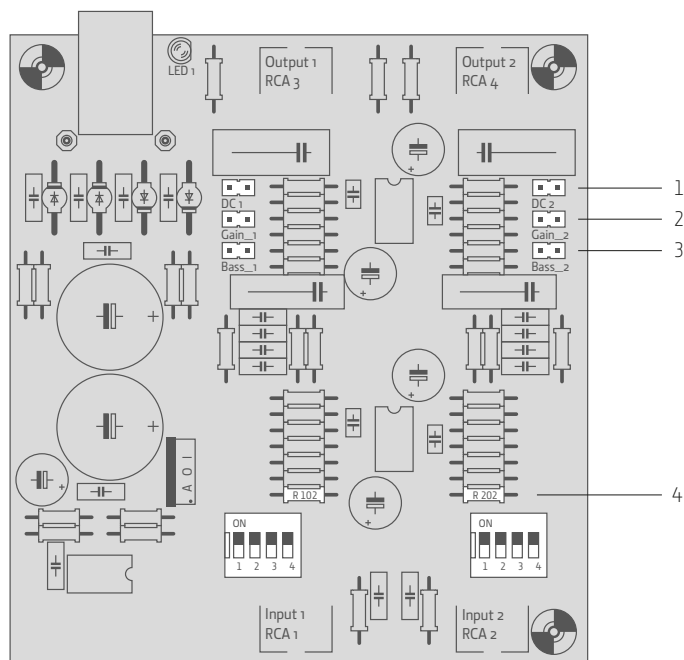 LED 1
Output 1
RCA 3
Output 2
RCA 4
DC 1
DC 2
1
Gain_1
Gain_2
2
Bass_1
Bass_2
3
+
+
+
+
+
+
+
I O A
R 102
R 202
4
ON
1 2 3 4
ON
1 2 3 4
Input 1
RCA 1
Input 2
RCA 2